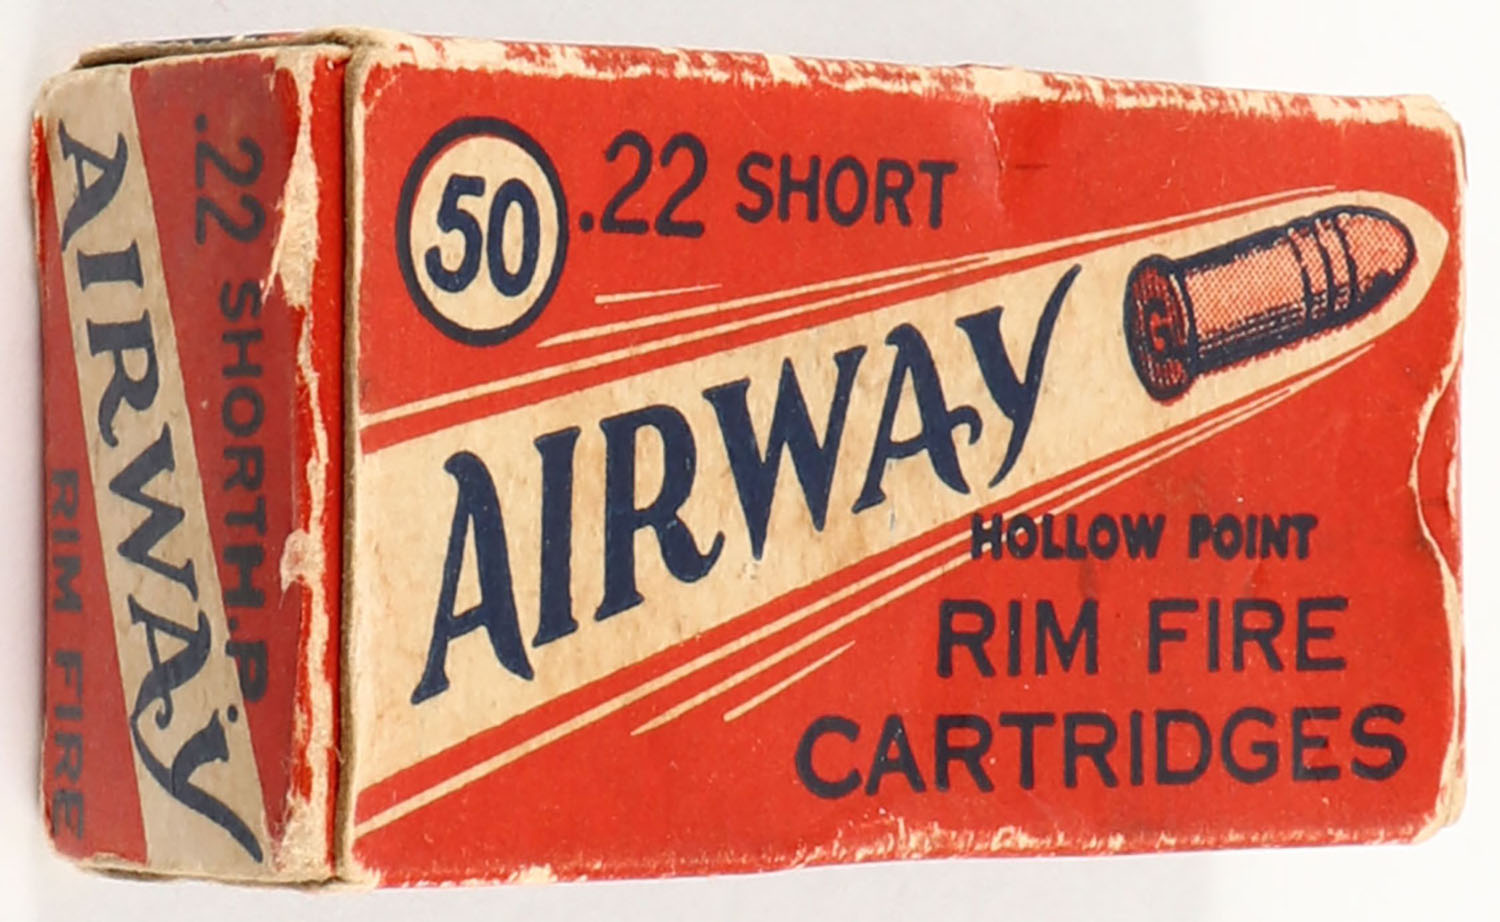 50
.22 SHORT
AIRWAY
G
HOLLOW POINT
RIM FIRE
CARTRIDGES
.22 SHORT H.P.
AIRWAY
RIM FIRE